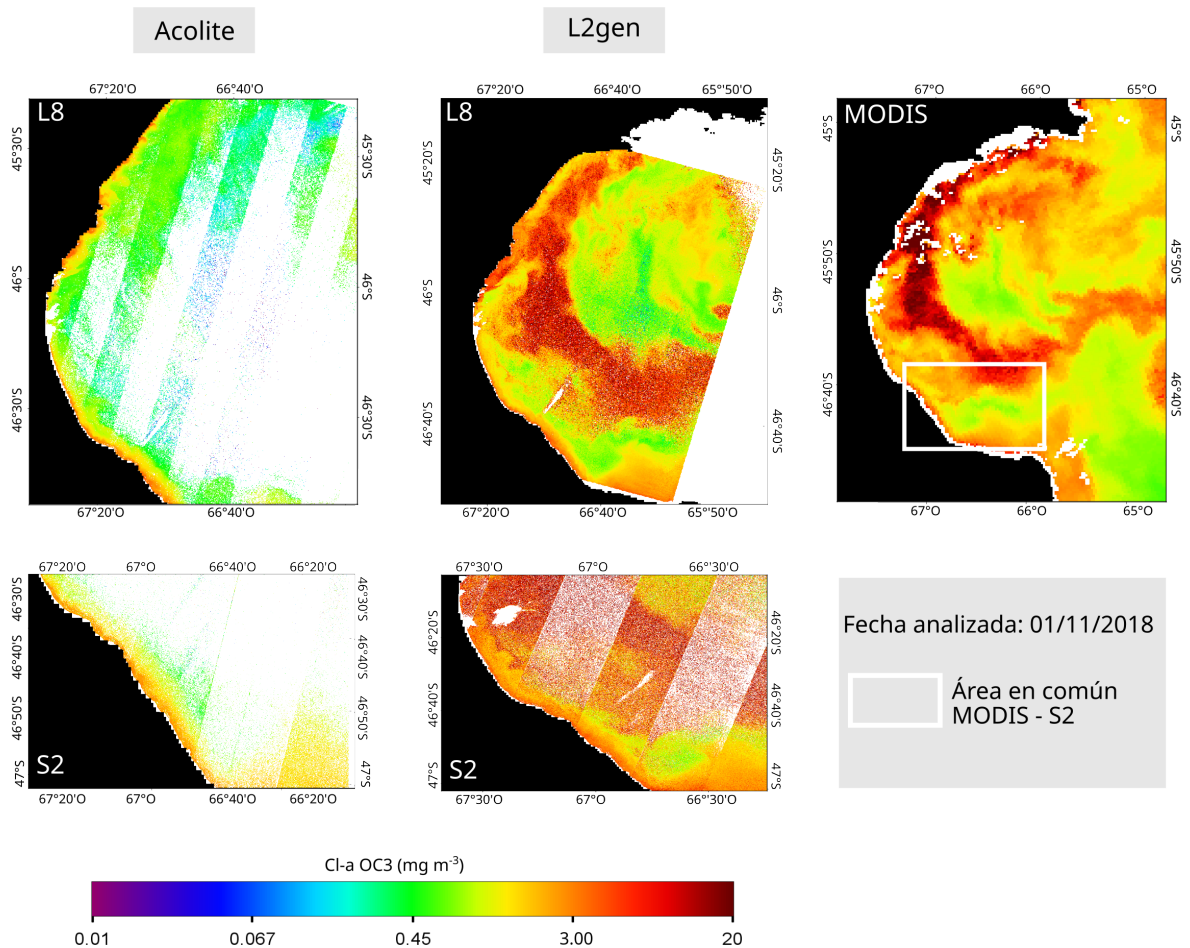 Acolite
L2gen
67°20'O 66°40'O
67°20'O 66°40'O 65°50'O
67°O 66°O 65°O
L8
L8
MODIS
45°30'S
45°30'S
46°S
46°S
46°30'S
46°30'S
45°20'S
45°20'S
46°S
46°S
46°40'S
46°40'S
45°S
45°S
45°50'S
45°50'S
46°40'S
46°40'S
67°20'O 66°40'O
67°20'O 66°40'O 65°50'O
67°O 66°O 65°O
67°20'O 67°O 66°40'O 66°20'O
67°30'O 67°O 66°30'O
46°30'S
46°30'S
46°40'S
46°40'S
46°50'S
46°50'S
47°S
47°S
S2
46°20'S
46°20'S
46°40'S
46°40'S
47°S
47°S
S2
67°20'O 67°O 66°40'O 66°20'O
67°30'O 67°O 66°'30'O
Fecha analizada: 01/11/2018
Área en común
MODIS - S2
Cl-a OC3 (mg m-3)
0.01 0.067 0.45 3.00 20